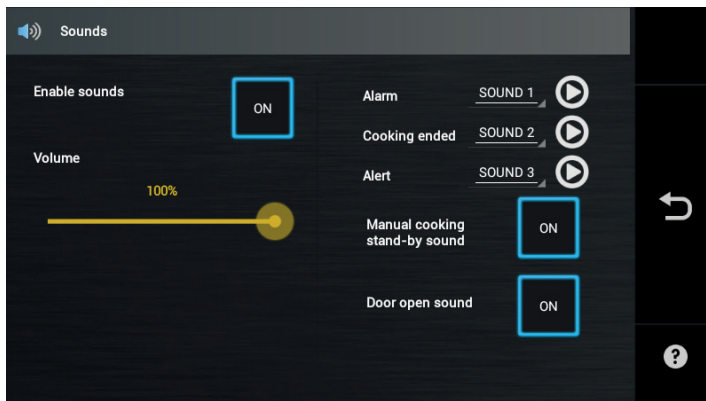 Sounds
Enable sounds
ON
Volume
100%
Alarm
SOUND 1
Cooking ended
SOUND 2
Alert
SOUND 3
Manual cooking
stand-by sound
ON
Door open sound
ON
?